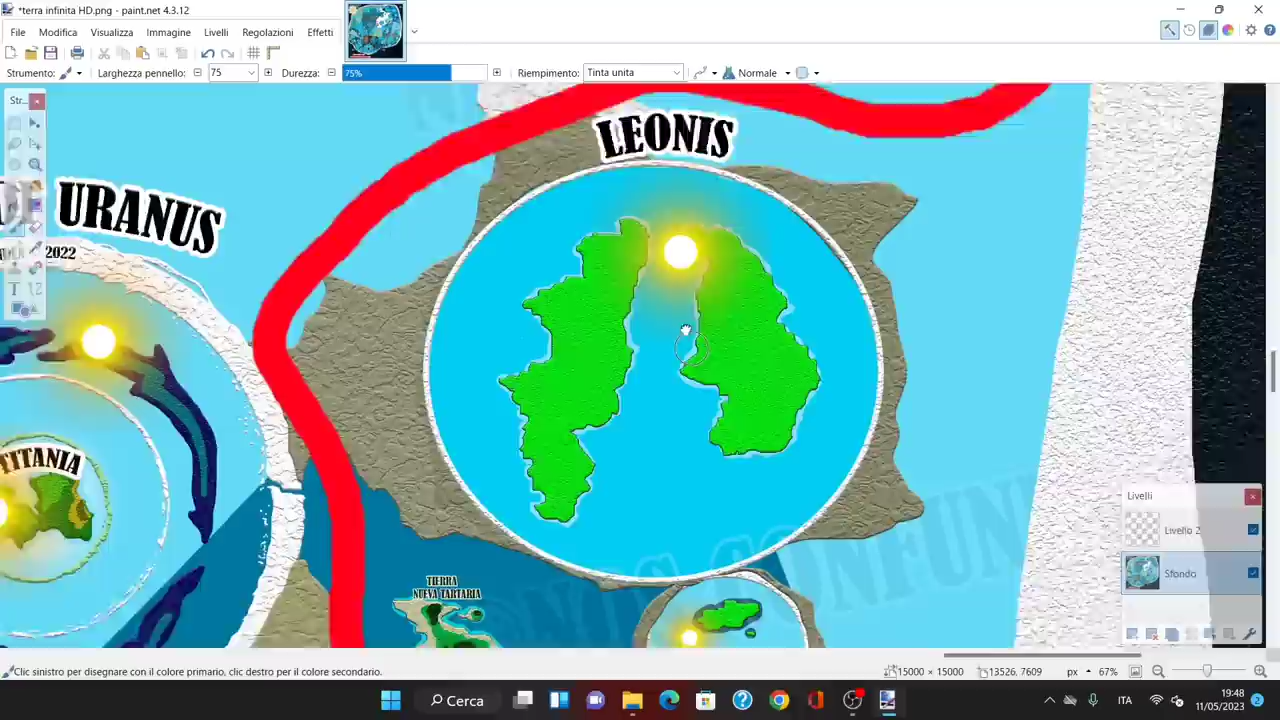 *terra infinita HD.png - paint.net 4.3.12
File Modifica Visualizza Immagine Livelli Regolazioni Effetti
Strumento: Larghezza pennello: 75 Durezza: 75% Riempimento: Tinta unita Normale
Str...
LEONIS
URANUS
2022
TITANIA
TIERRA
NUEVA TARTARIA
Livelli
Livello 2
Sfondo
Clic sinistro per disegnare con il colore primario, clic destro per il colore secondario.
15000 × 15000 13526, 7609 px 67%
Cerca
ITA
19:48
11/05/2023
2